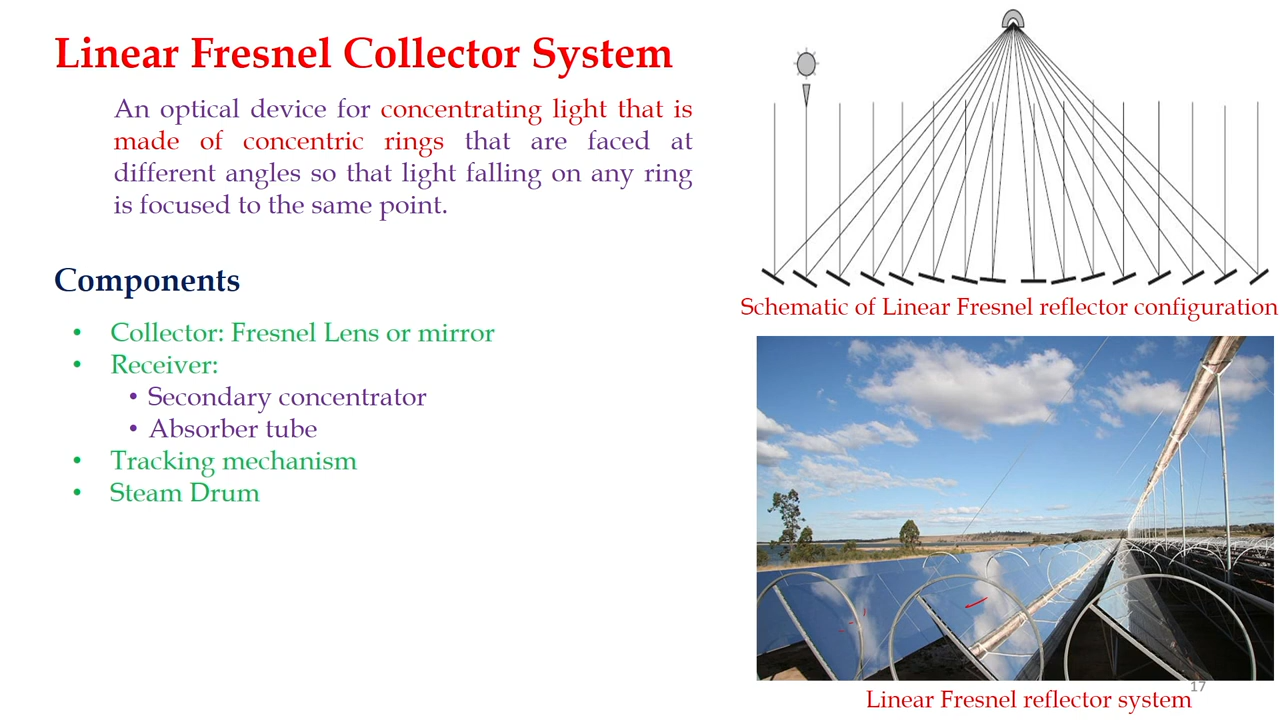 Linear Fresnel Collector System
An optical device for concentrating light that is
made of concentric rings that are faced at
different angles so that light falling on any ring
is focused to the same point.
Components
• Collector: Fresnel Lens or mirror
• Receiver:
• Secondary concentrator
• Absorber tube
• Tracking mechanism
• Steam Drum
Schematic of Linear Fresnel reflector configuration
Linear Fresnel reflector system
17